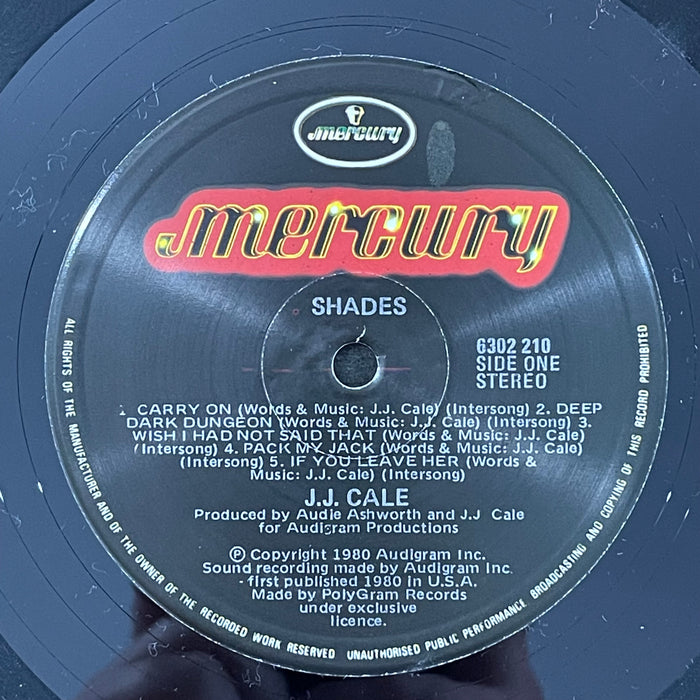 mercury
mercury
SHADES
6302 210
SIDE ONE
STEREO
1. CARRY ON (Words & Music: J.J. Cale) (Intersong) 2. DEEP
DARK DUNGEON (Words & Music: J.J. Cale) (Intersong) 3.
WISH I HAD NOT SAID THAT (Words & Music: J.J. Cale)
(Intersong) 4. PACK MY JACK (Words & Music: J.J. Cale)
(Intersong) 5. IF YOU LEAVE HER (Words &
Music: J.J. Cale) (Intersong)
J.J. CALE
Produced by Audie Ashworth and J.J Cale
for Audigram Productions
Ⓟ Copyright 1980 Audigram Inc.
Sound recording made by Audigram Inc.
- first published 1980 in U.S.A.
Made by PolyGram Records
under exclusive
licence.
ALL RIGHTS OF THE MANUFACTURER AND OF THE OWNER OF THE RECORDED WORK RESERVED UNAUTHORISED PUBLIC PERFORMANCE BROADCASTING AND COPYING OF THIS RECORD PROHIBITED